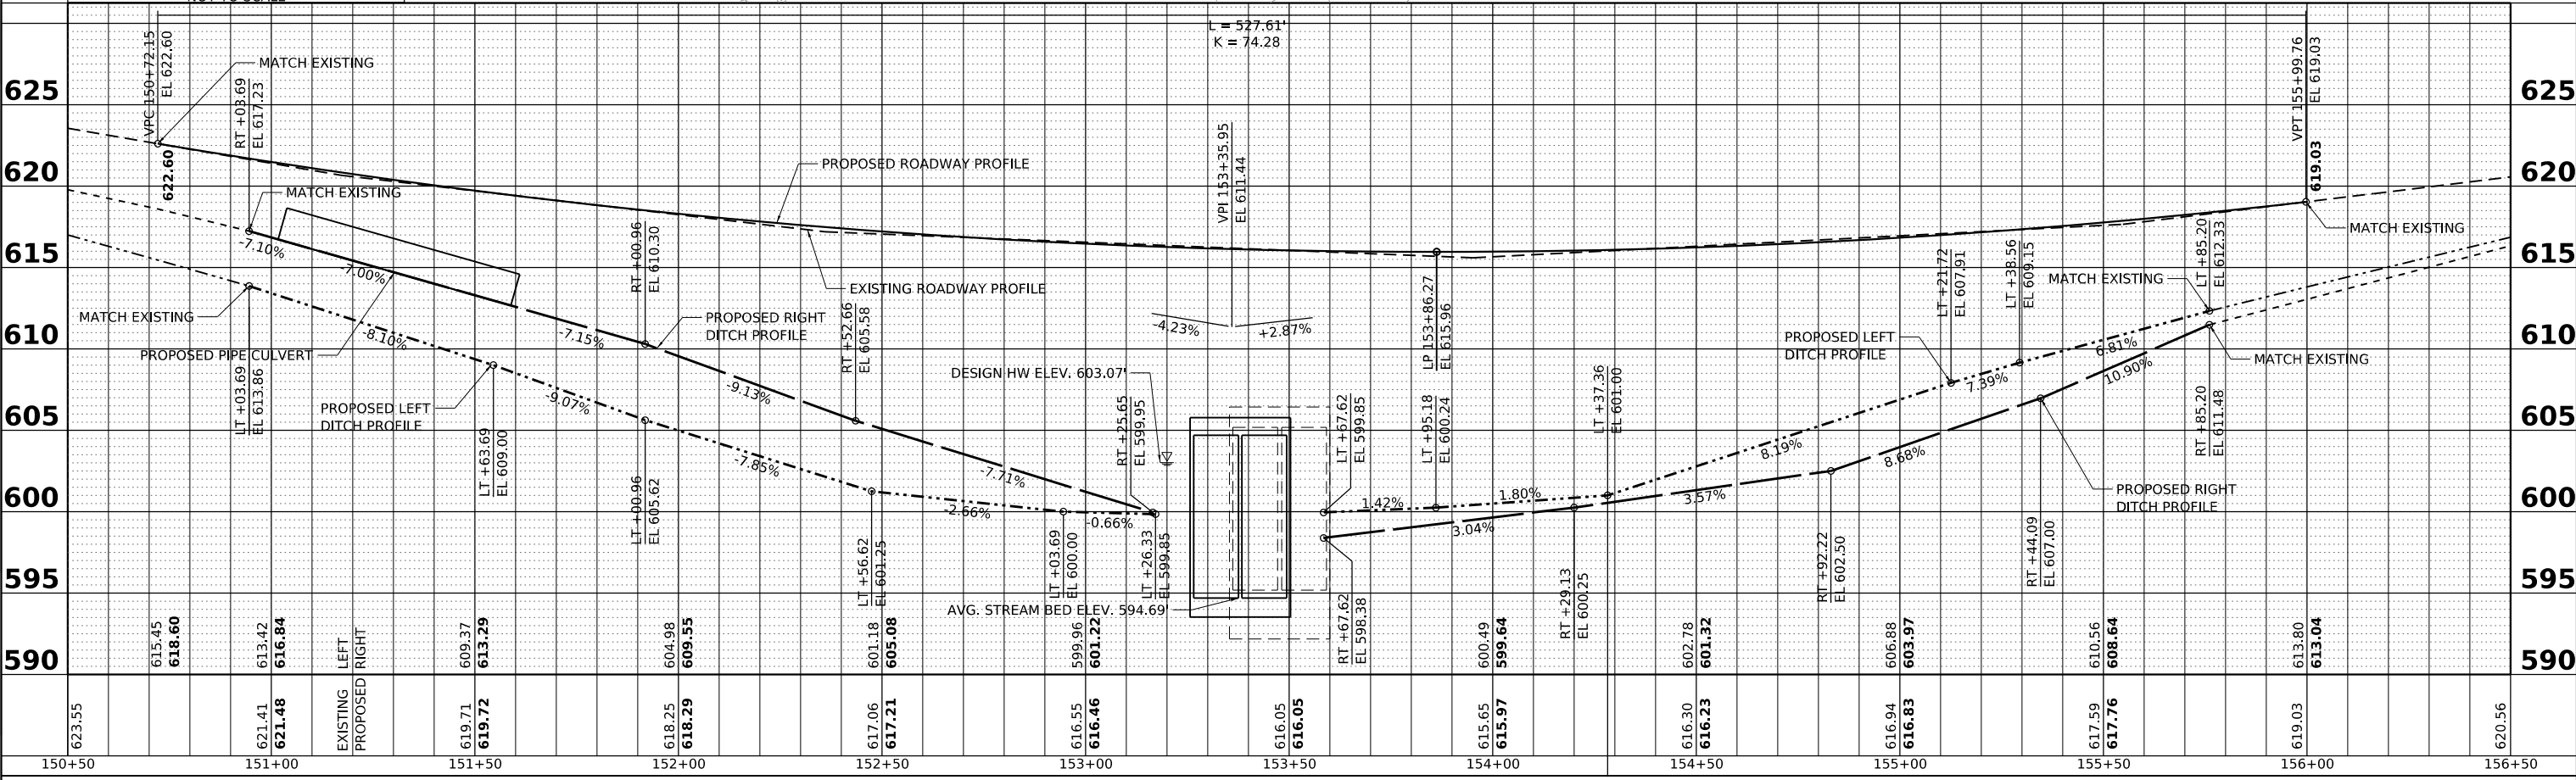 L = 527.61'
K = 74.28
VPC 150+72.15
EL 622.60
622.60
MATCH EXISTING
RT +03.69
EL 617.23
MATCH EXISTING
PROPOSED ROADWAY PROFILE
EXISTING ROADWAY PROFILE
VPI 153+35.95
EL 611.44
-4.23%
+2.87%
VPT 155+99.76
EL 619.03
619.03
MATCH EXISTING
625
620
615
610
605
600
595
590
625
620
615
610
605
600
595
590
-7.10%
-7.00%
-7.15%
-9.13%
-7.71%
MATCH EXISTING
LT +03.69
EL 613.86
PROPOSED PIPE CULVERT
-8.10%
-9.07%
-7.85%
-2.66%
-0.66%
PROPOSED LEFT
DITCH PROFILE
LT +63.69
EL 609.00
RT +00.96
EL 610.30
PROPOSED RIGHT
DITCH PROFILE
LT +00.96
EL 605.62
RT +52.66
EL 605.58
LT +56.62
EL 601.25
LT +03.69
EL 600.00
DESIGN HW ELEV. 603.07'
RT +25.65
EL 599.95
LT +26.33
EL 599.85
AVG. STREAM BED ELEV. 594.69'
LT +67.62
EL 599.85
RT +67.62
EL 598.38
LP 153+86.27
EL 615.96
LT +95.18
EL 600.24
1.42%
1.80%
3.04%
RT +29.13
EL 600.25
LT +37.36
EL 601.00
3.57%
8.19%
8.68%
RT +92.22
EL 602.50
PROPOSED LEFT
DITCH PROFILE
LT +21.72
EL 607.91
LT +38.56
EL 609.15
7.39%
6.81%
10.90%
RT +44.09
EL 607.00
PROPOSED RIGHT
DITCH PROFILE
MATCH EXISTING
LT +85.20
EL 612.33
MATCH EXISTING
RT +85.20
EL 611.48
615.45
618.60
613.42
616.84
EXISTING LEFT
PROPOSED RIGHT
609.37
613.29
604.98
609.55
601.18
605.08
599.96
601.22
600.49
599.64
602.78
601.32
606.88
603.97
610.56
608.64
613.80
613.04
623.55
621.41
621.48
EXISTING
PROPOSED
619.71
619.72
618.25
618.29
617.06
617.21
616.55
616.46
616.05
616.05
615.65
615.97
616.30
616.23
616.94
616.83
617.59
617.76
619.03
620.56
150+50 151+00 151+50 152+00 152+50 153+00 153+50 154+00 154+50 155+00 155+50 156+00 156+50